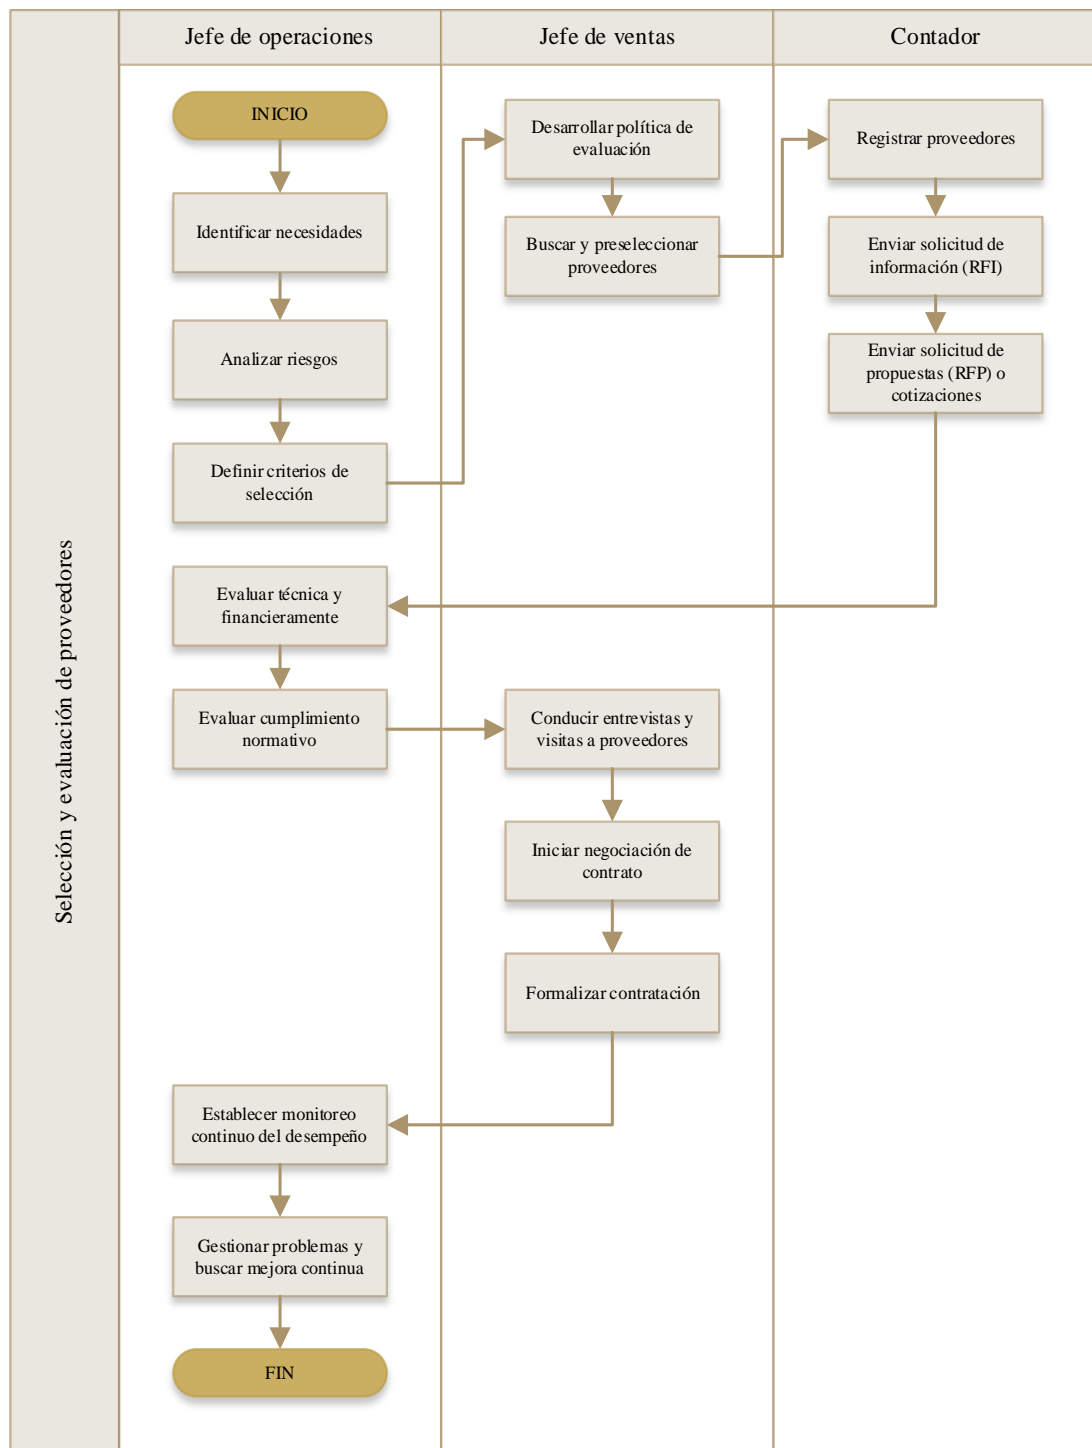 Jefe de operaciones
Jefe de ventas
Contador
Selección y evaluación de proveedores
INICIO
Identificar necesidades
Analizar riesgos
Definir criterios de
selección
Desarrollar política de
evaluación
Buscar y preseleccionar
proveedores
Registrar proveedores
Enviar solicitud de
información (RFI)
Enviar solicitud de
propuestas (RFP) o
cotizaciones
Evaluar técnica y
financieramente
Evaluar cumplimiento
normativo
Conducir entrevistas y
visitas a proveedores
Iniciar negociación de
contrato
Formalizar contratación
Establecer monitoreo
continuo del desempeño
Gestionar problemas y
buscar mejora continua
FIN